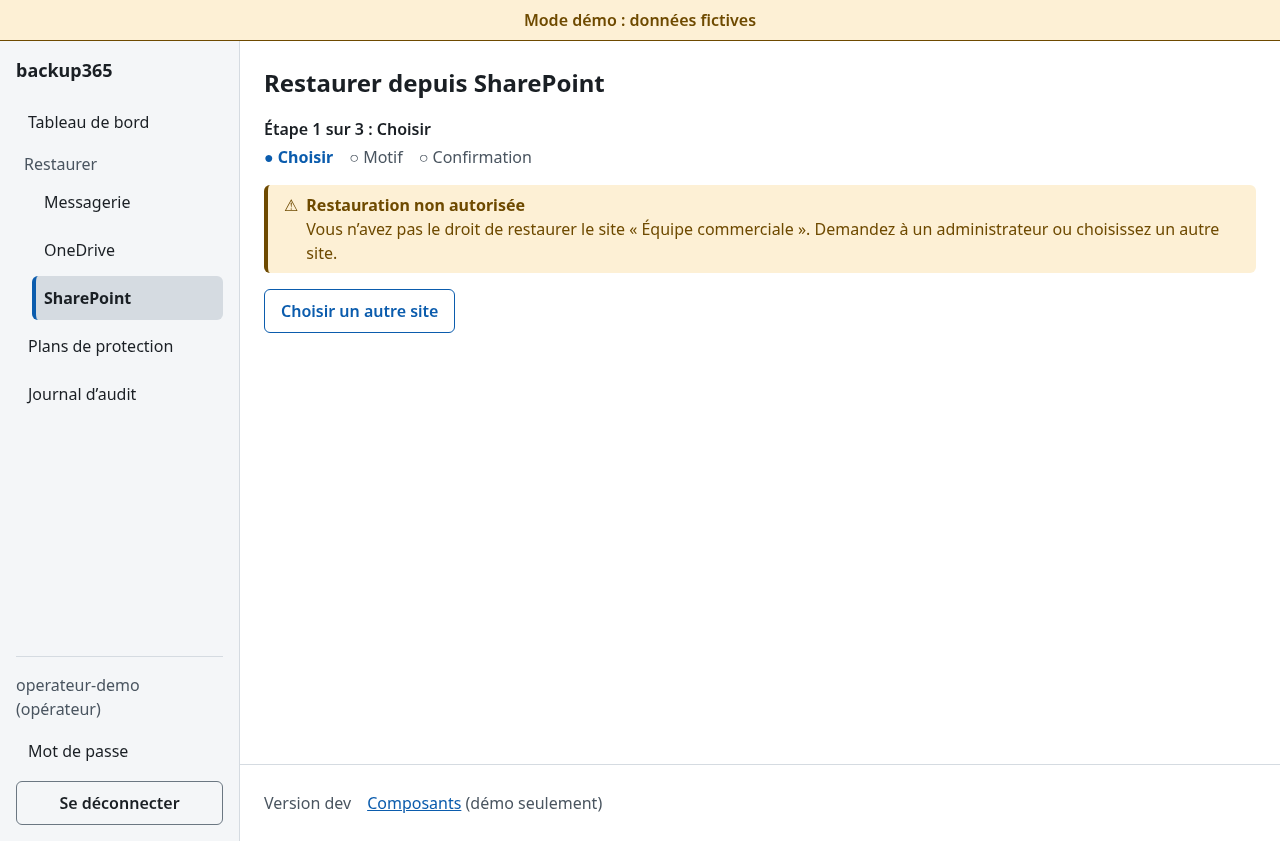 Mode démo : données fictives
backup365
Tableau de bord
Restaurer
Messagerie
OneDrive
SharePoint
Plans de protection
Journal d’audit
operateur-demo
(opérateur)
Mot de passe
Se déconnecter
Restaurer depuis SharePoint
Étape 1 sur 3 : Choisir
● Choisir ○ Motif ○ Confirmation
⚠ Restauration non autorisée
Vous n’avez pas le droit de restaurer le site « Équipe commerciale ». Demandez à un administrateur ou choisissez un autre
site.
Choisir un autre site
Version dev Composants (démo seulement)